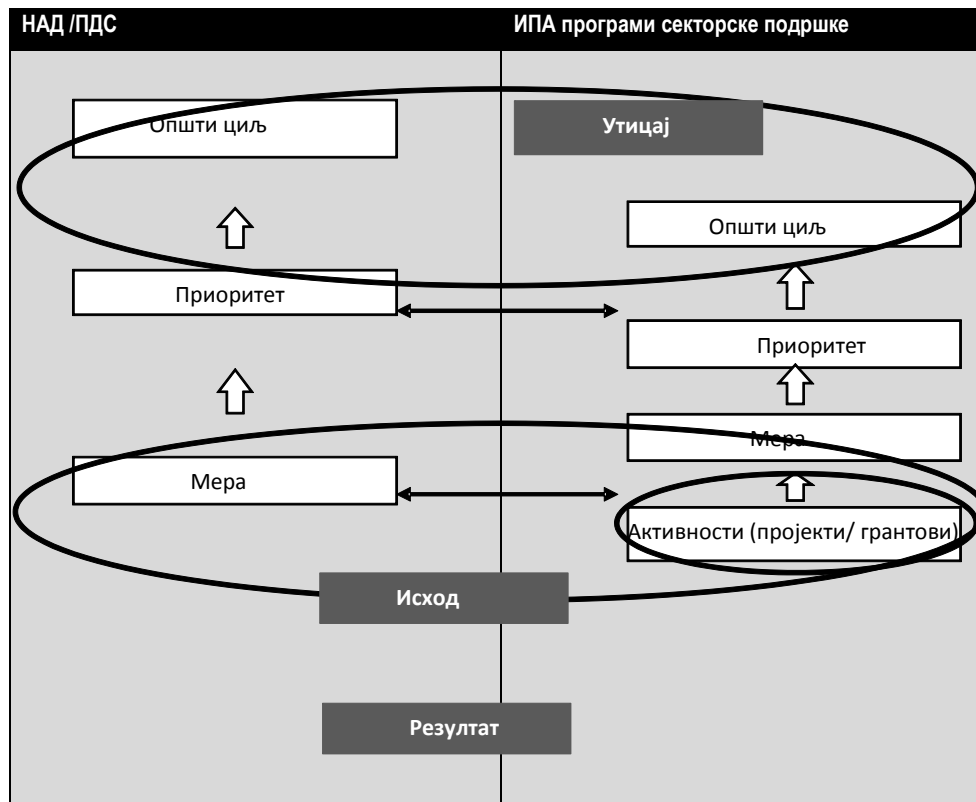 НАД /ПДС
ИПА програми секторске подршке
Општи циљ
Утицај
Општи циљ
Приоритет
Приоритет
Мера
Мера
Активности (пројекти/ грантови)
Исход
Резултат